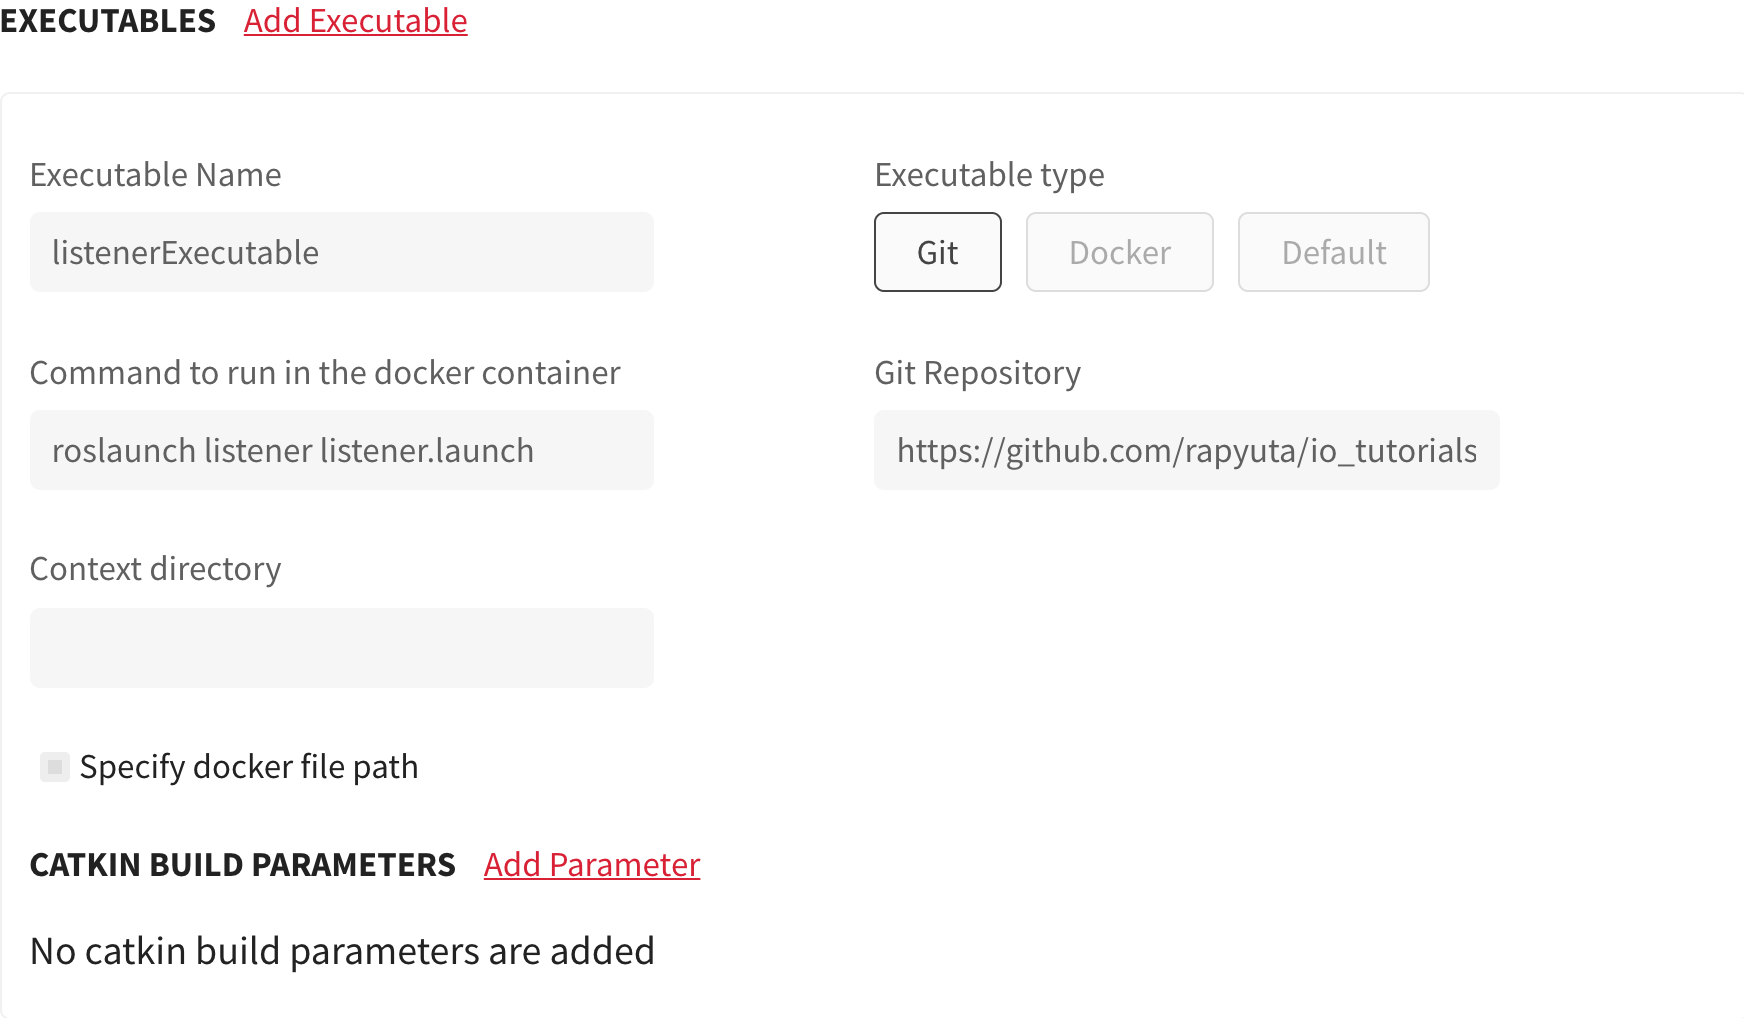 EXECUTABLES Add Executable
Executable Name
Executable type
listenerExecutable
Git Docker Default
Command to run in the docker container
Git Repository
roslaunch listener listener.launch
https://github.com/rapyuta/io_tutorials
Context directory
Specify docker file path
CATKIN BUILD PARAMETERS Add Parameter
No catkin build parameters are added